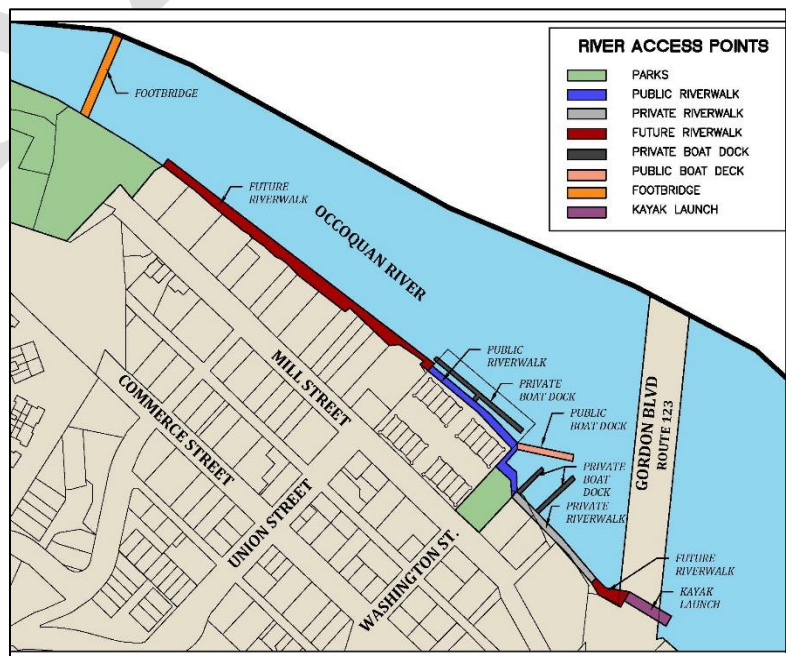 RIVER ACCESS POINTS
PARKS
PUBLIC RIVERWALK
PRIVATE RIVERWALK
FUTURE RIVERWALK
PRIVATE BOAT DOCK
PUBLIC BOAT DECK
FOOTBRIDGE
KAYAK LAUNCH
FOOTBRIDGE
FUTURE
RIVERWALK
OCCOQUAN RIVER
PUBLIC
RIVERWALK
PRIVATE
BOAT DOCK
PUBLIC
BOAT DOCK
PRIVATE
BOAT
DOCK
PRIVATE
RIVERWALK
FUTURE
RIVERWALK
KAYAK
LAUNCH
GORDON BLVD
ROUTE 123
MILL STREET
COMMERCE STREET
UNION STREET
WASHINGTON ST.